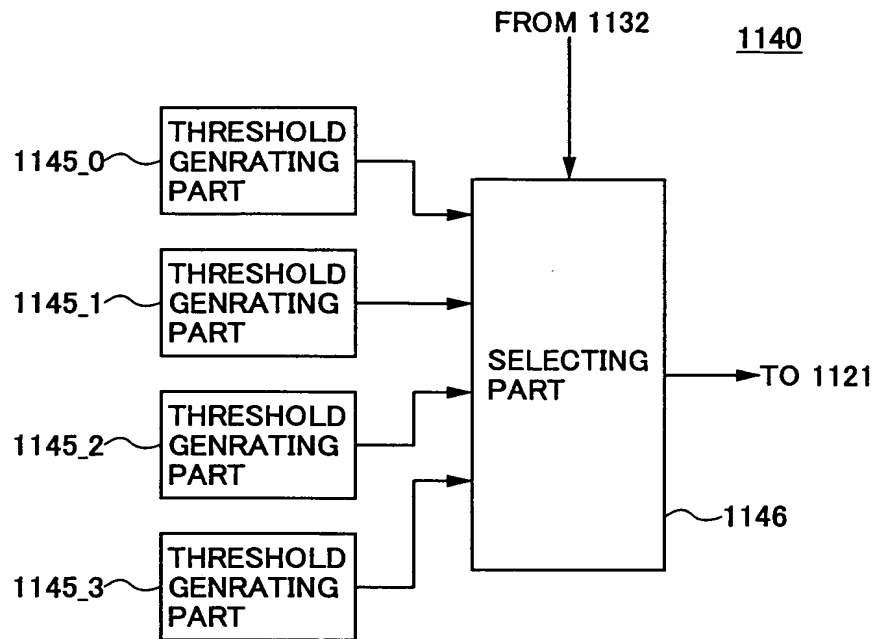 FROM 1132
1140
1145_0
THRESHOLD
GENRATING
PART
1145_1
THRESHOLD
GENRATING
PART
1145_2
THRESHOLD
GENRATING
PART
1145_3
THRESHOLD
GENRATING
PART
SELECTING
PART
TO 1121
1146